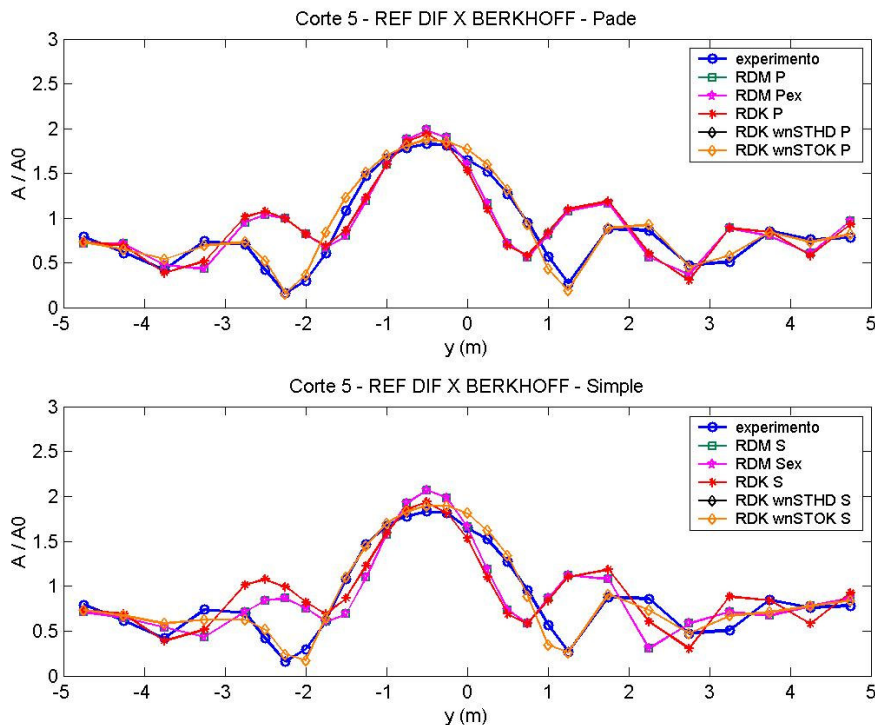 Corte 5 - REF DIF X BERKHOFF - Pade
3
2.5
2
1.5
1
0.5
0
A / A0
experimento
RDM P
RDM Pex
RDK P
RDK wnSTHD P
RDK wnSTOK P
-5 -4 -3 -2 -1 0 1 2 3 4 5
y (m)
Corte 5 - REF DIF X BERKHOFF - Simple
3
2.5
2
1.5
1
0.5
0
A / A0
experimento
RDM S
RDM Sex
RDK S
RDK wnSTHD S
RDK wnSTOK S
-5 -4 -3 -2 -1 0 1 2 3 4 5
y (m)